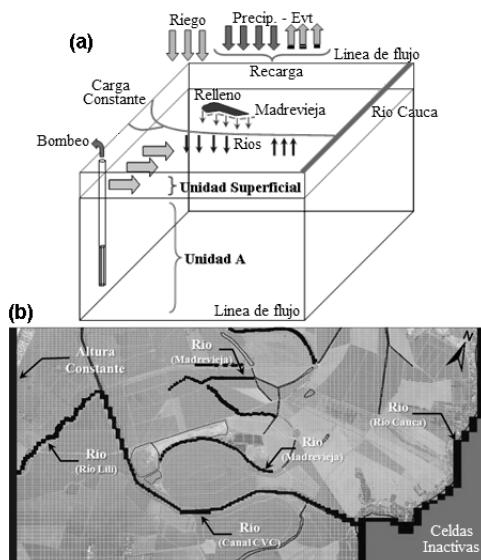 (a)
Riego
Precip. - Evt
Linea de flujo
Recarga
Carga
Constante
Relleno
Madrevieja
Rio Cauca
Bombeo
Rios
Unidad Superficial
Unidad A
Linea de flujo
(b)
Altura
Constante
Rio
(Madrevieja)
N
Rio
(Rio Lili)
Rio
(Madrevieja)
Rio
(Rio Cauca)
Rio
(Canal CVC)
Celdas
Inactivas